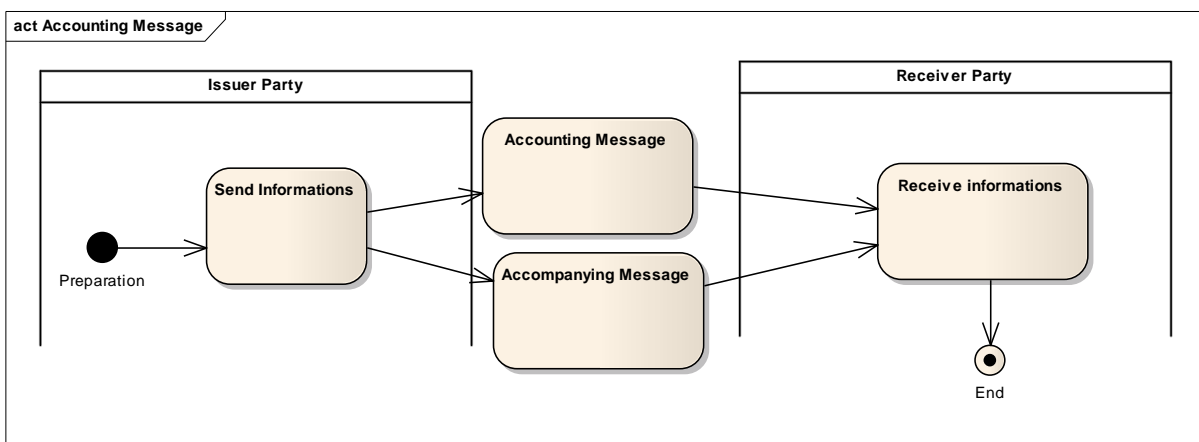 act Accounting Message
Issuer Party
Receiver Party
Accounting Message
Send Informations
Receive informations
Preparation
Accompanying Message
End